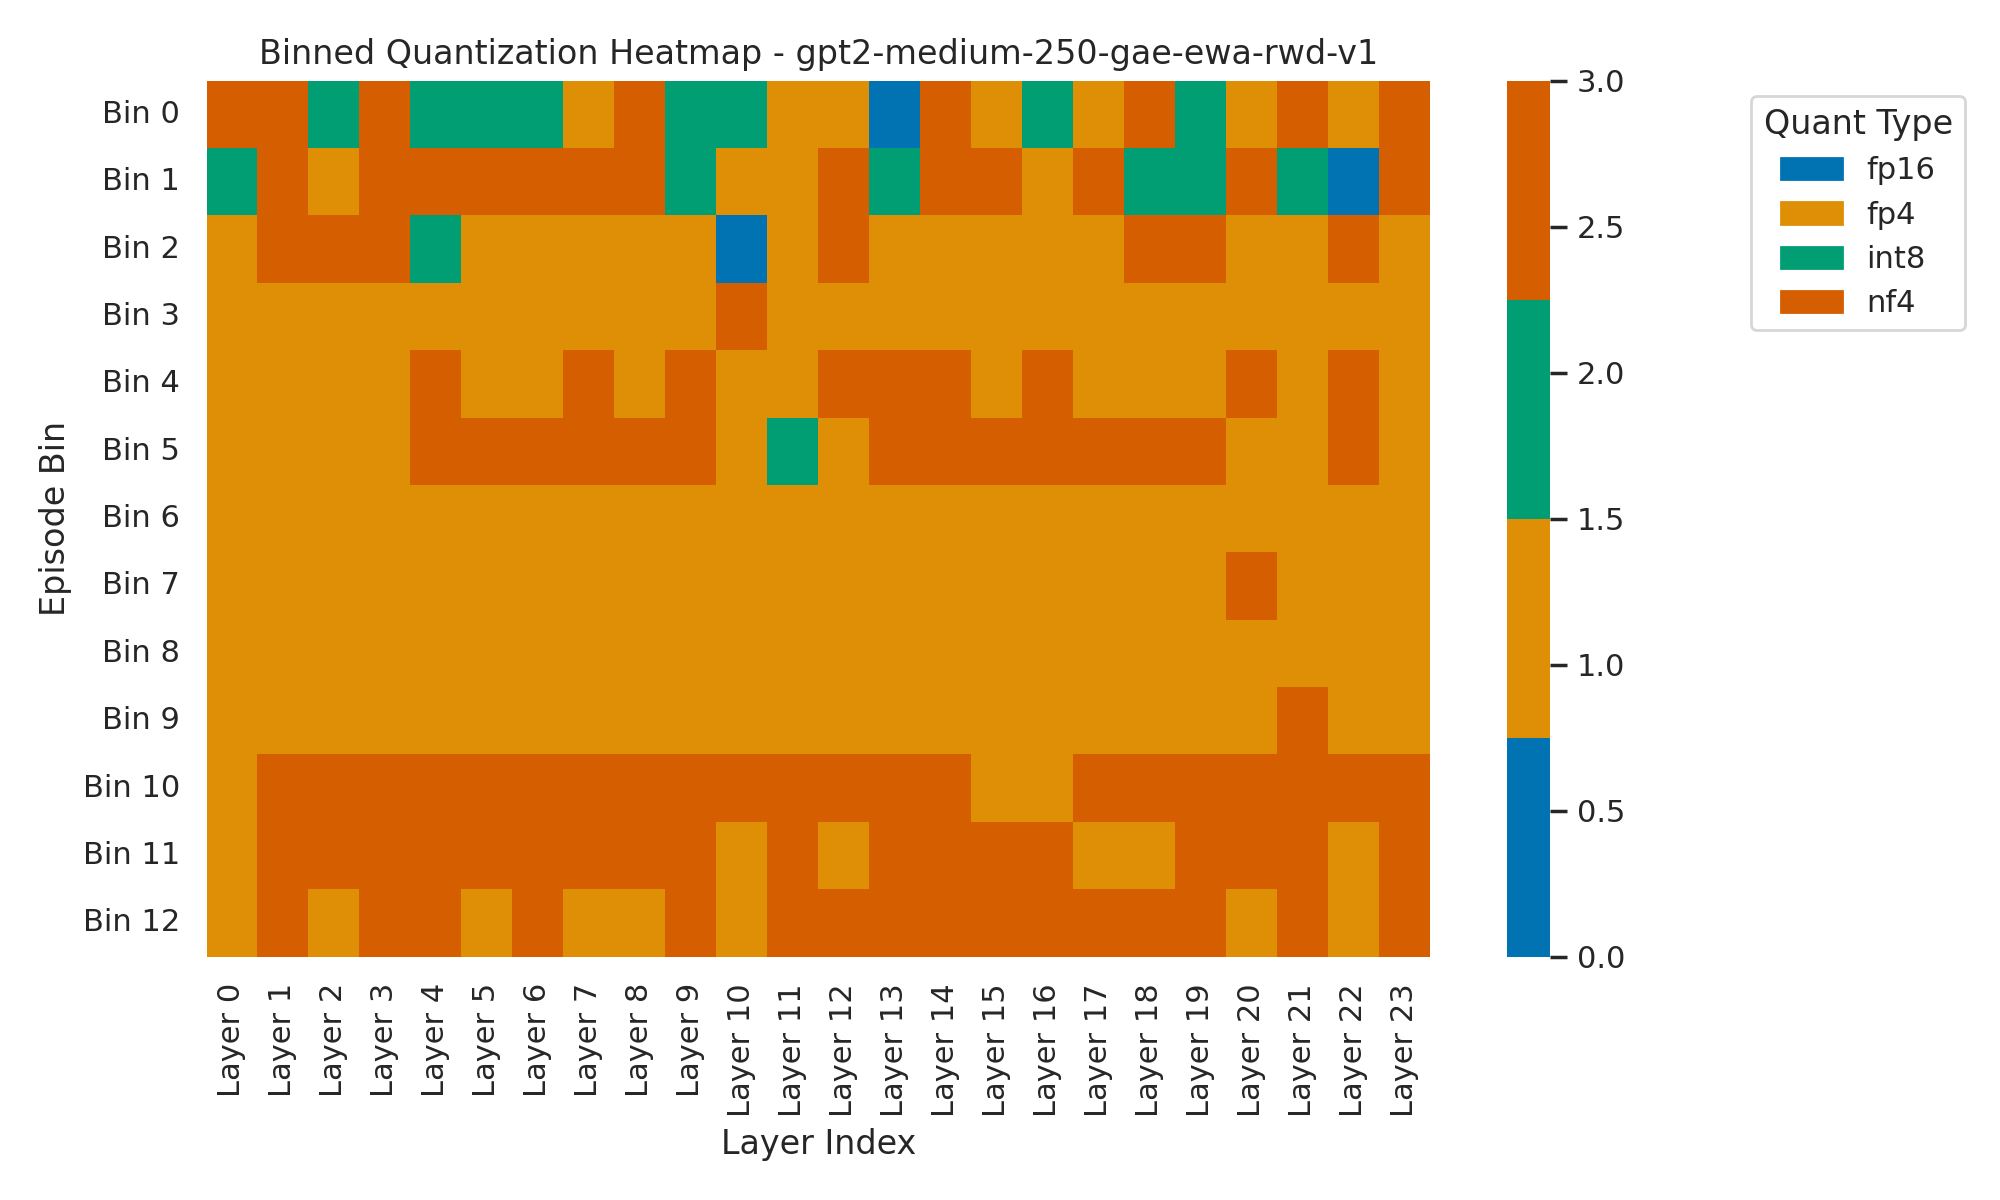 Binned Quantization Heatmap - gpt2-medium-250-gae-ewa-rwd-v1
Episode Bin
Bin 0
Bin 1
Bin 2
Bin 3
Bin 4
Bin 5
Bin 6
Bin 7
Bin 8
Bin 9
Bin 10
Bin 11
Bin 12
Layer 0
Layer 1
Layer 2
Layer 3
Layer 4
Layer 5
Layer 6
Layer 7
Layer 8
Layer 9
Layer 10
Layer 11
Layer 12
Layer 13
Layer 14
Layer 15
Layer 16
Layer 17
Layer 18
Layer 19
Layer 20
Layer 21
Layer 22
Layer 23
Layer Index
3.0
2.5
2.0
1.5
1.0
0.5
0.0
Quant Type
fp16
fp4
int8
nf4